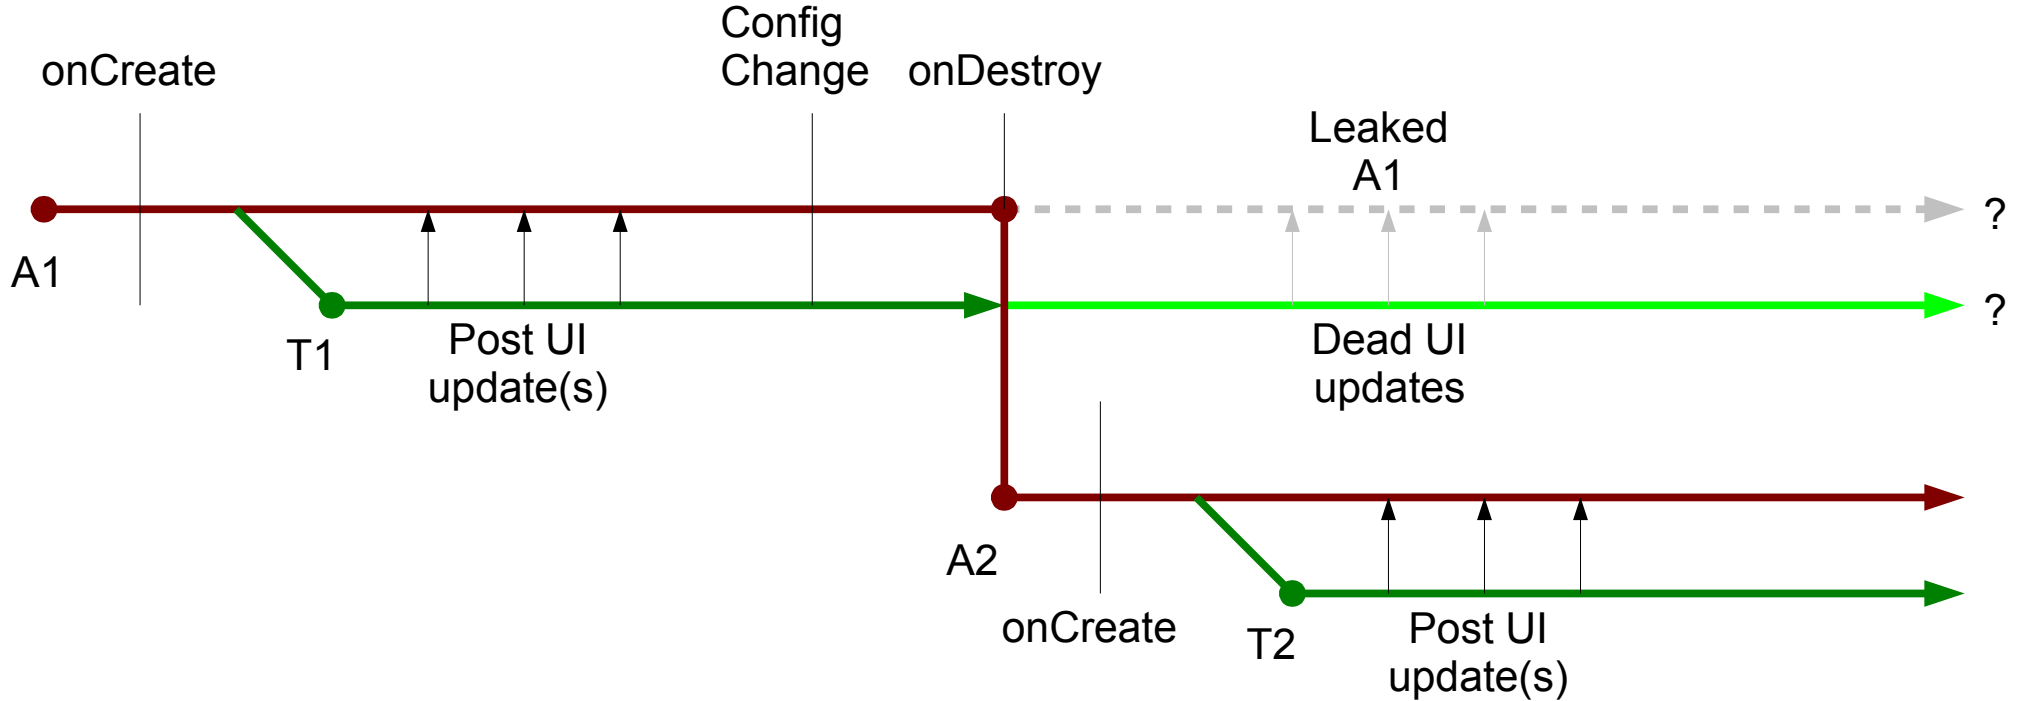 Config
Change
onCreate
onDestroy
Leaked
A1
?
A1
?
T1
Post UI
update(s)
Dead UI
updates
A2
onCreate
T2
Post UI
update(s)